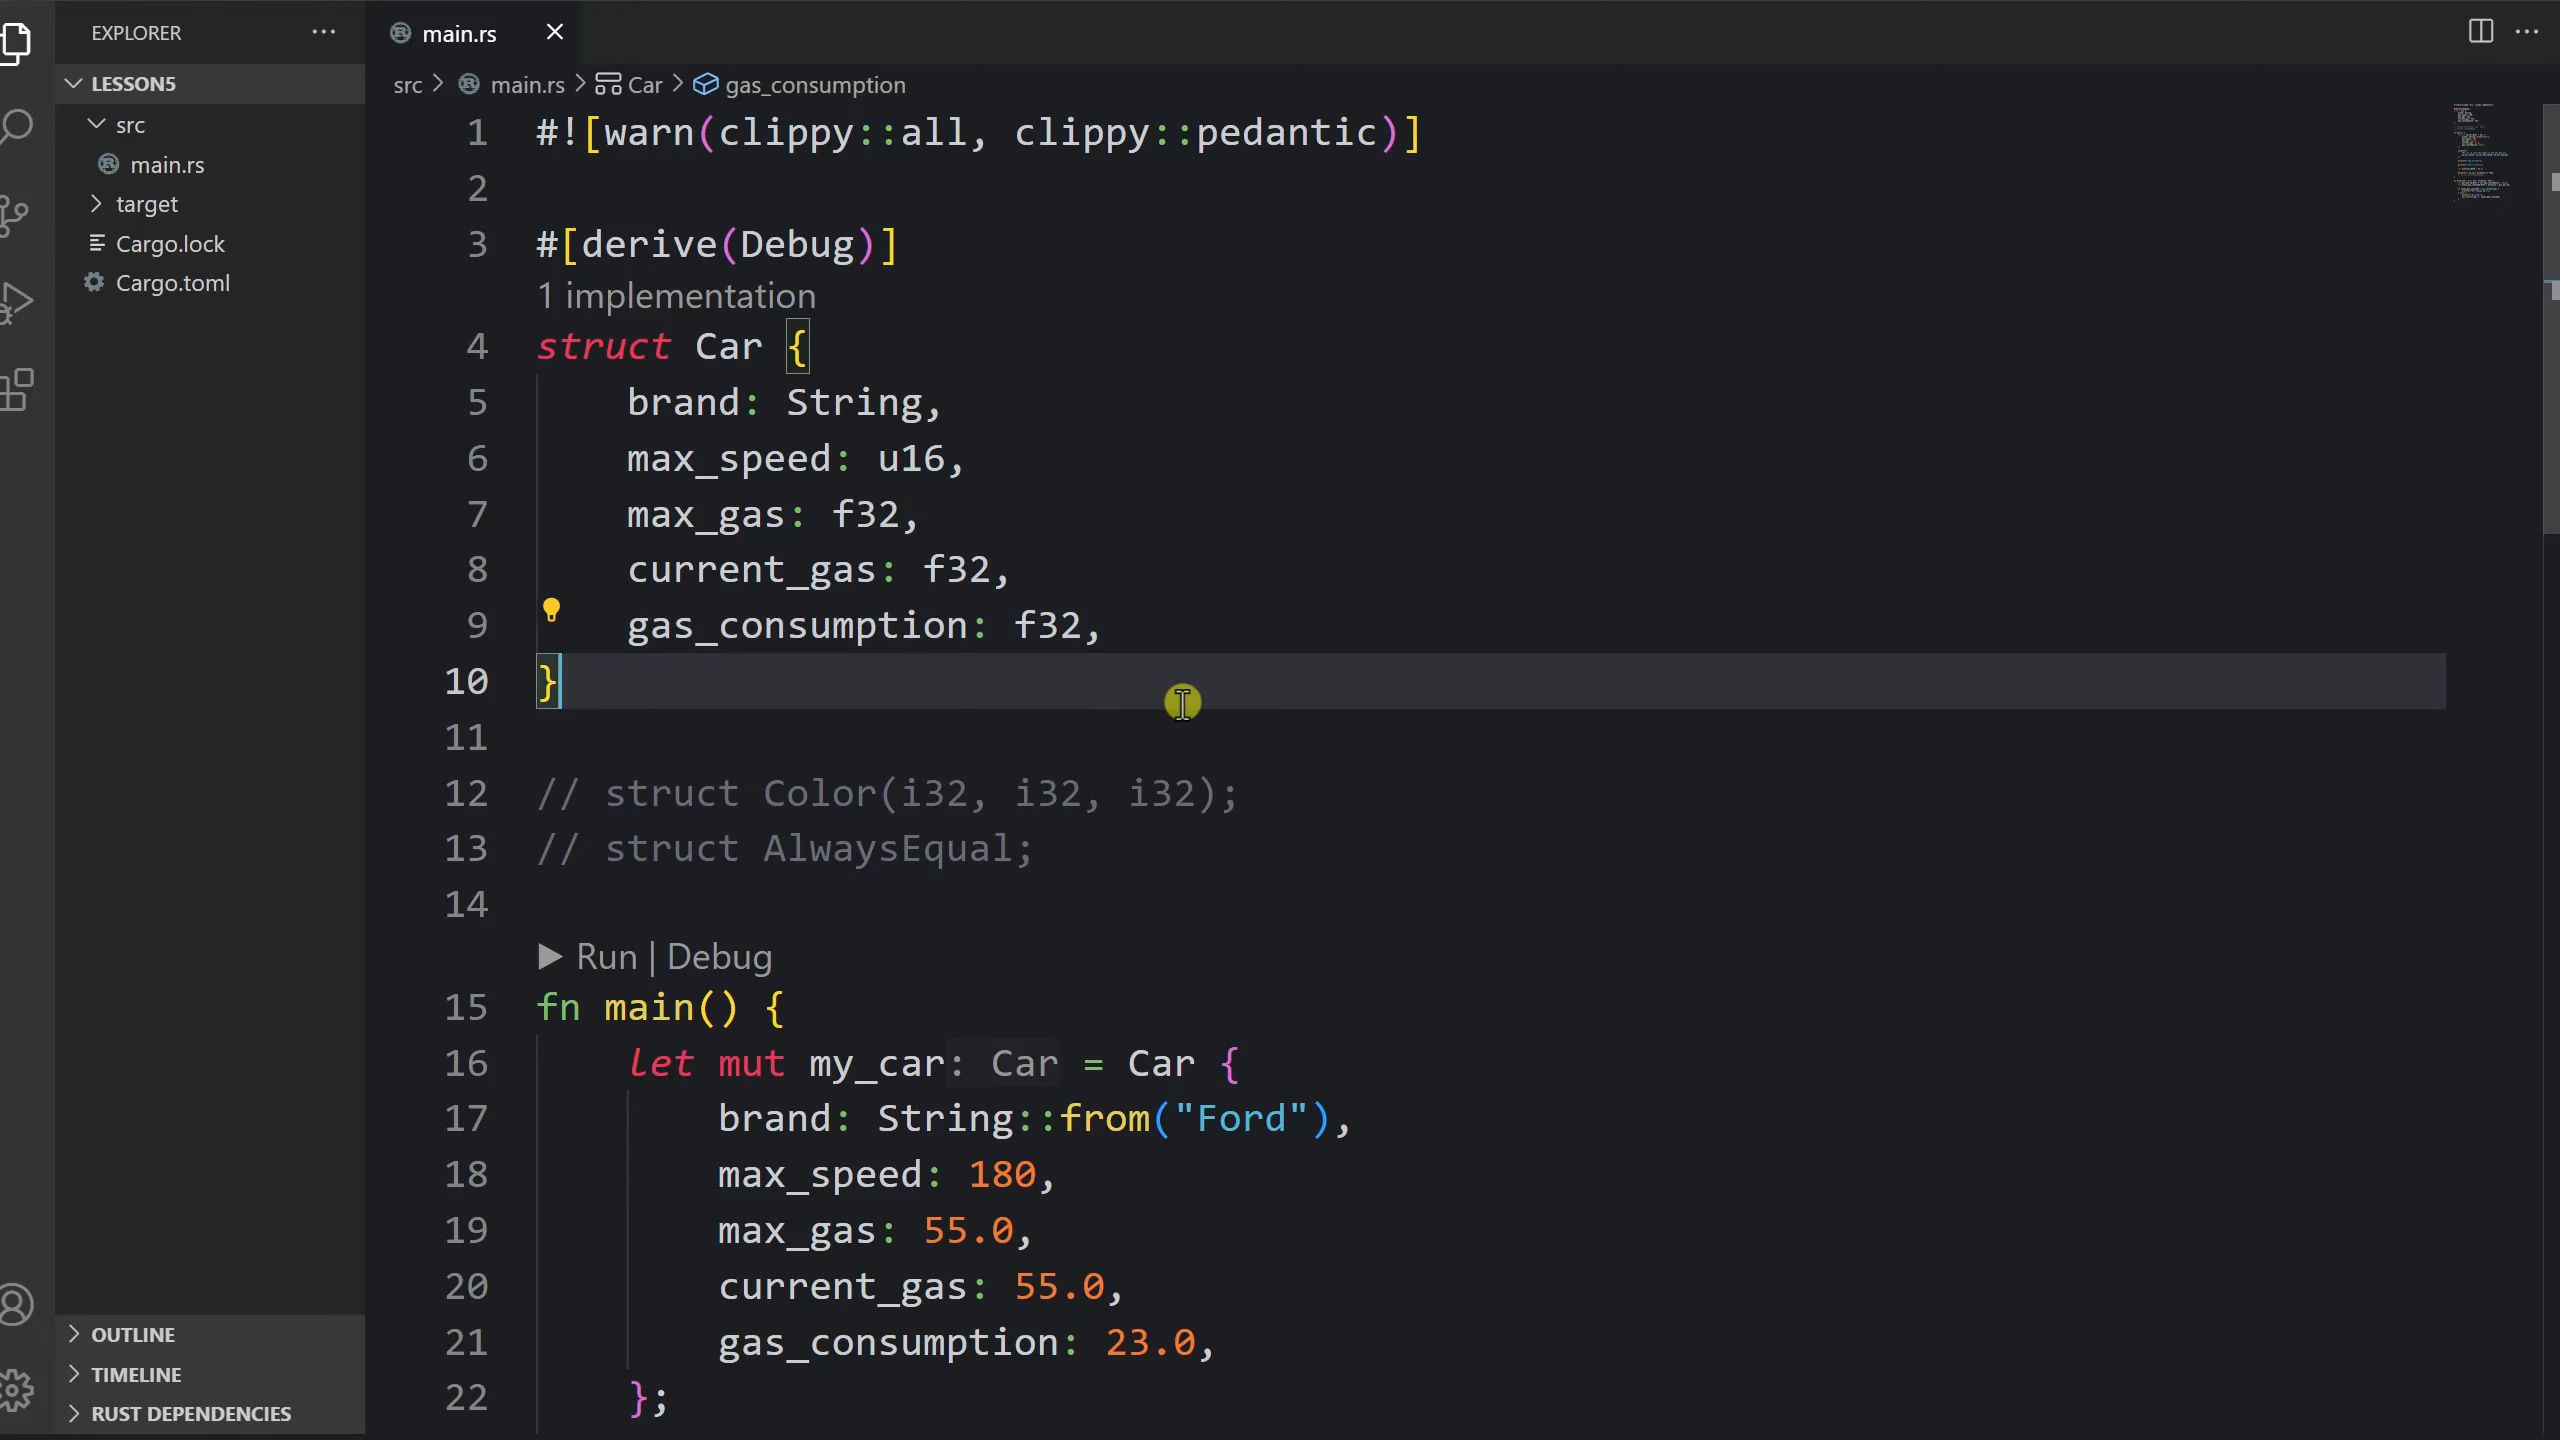 EXPLORER
LESSON5
src
main.rs
target
Cargo.lock
Cargo.toml
OUTLINE
TIMELINE
RUST DEPENDENCIES
main.rs
src > main.rs > Car > gas_consumption
1 #![warn(clippy::all, clippy::pedantic)]
2
3 #[derive(Debug)]
1 implementation
4 struct Car {
5 brand: String,
6 max_speed: u16,
7 max_gas: f32,
8 current_gas: f32,
9 gas_consumption: f32,
10 }
11
12 // struct Color(i32, i32, i32);
13 // struct AlwaysEqual;
14
▶ Run | Debug
15 fn main() {
16 let mut my_car: Car = Car {
17 brand: String::from("Ford"),
18 max_speed: 180,
19 max_gas: 55.0,
20 current_gas: 55.0,
21 gas_consumption: 23.0,
22 };